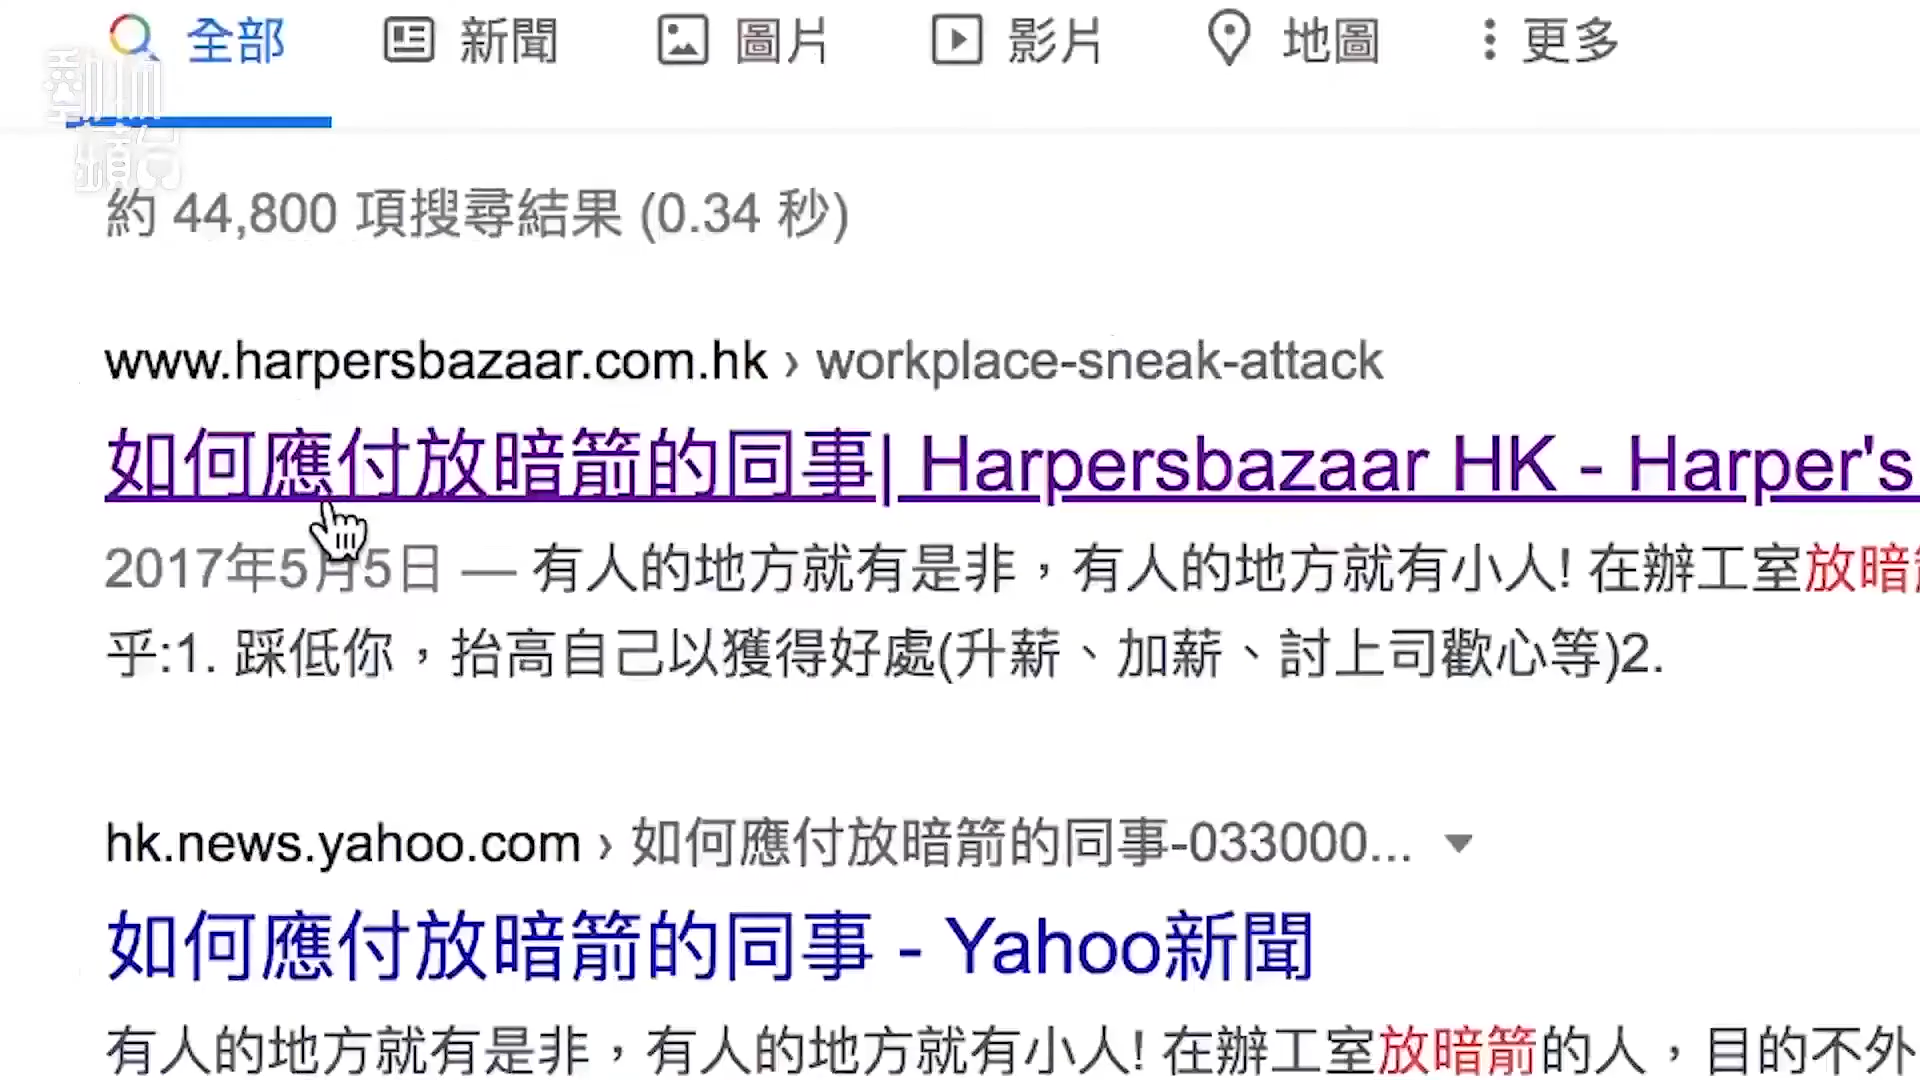 全部 新聞 圖片 影片 地圖 更多
動物
蘋台
約 44,800 項搜尋結果 (0.34 秒)
www.harpersbazaar.com.hk › workplace-sneak-attack
如何應付放暗箭的同事| Harpersbazaar HK - Harper's
2017年5月5日 — 有人的地方就有是非，有人的地方就有小人! 在辦工室放暗
乎:1. 踩低你，抬高自己以獲得好處(升薪、加薪、討上司歡心等)2.
hk.news.yahoo.com › 如何應付放暗箭的同事-033000...
如何應付放暗箭的同事 - Yahoo新聞
有人的地方就有是非，有人的地方就有小人! 在辦工室放暗箭的人，目的不外